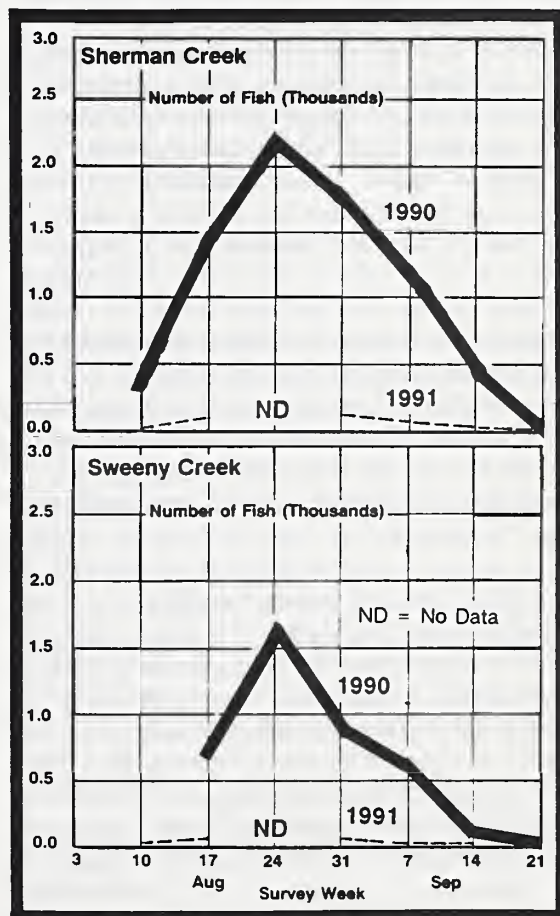 3.0
Sherman Creek
Number of Fish (Thousands)
2.5
2.0
1990
1.5
1.0
0.5
1991
ND
0.0
3.0
Sweeny Creek
Number of Fish (Thousands)
2.5
2.0
ND = No Data
1.5
1990
1.0
0.5
1991
ND
0.0
3 10 17 24 31 7 14 21
Aug Sep
Survey Week